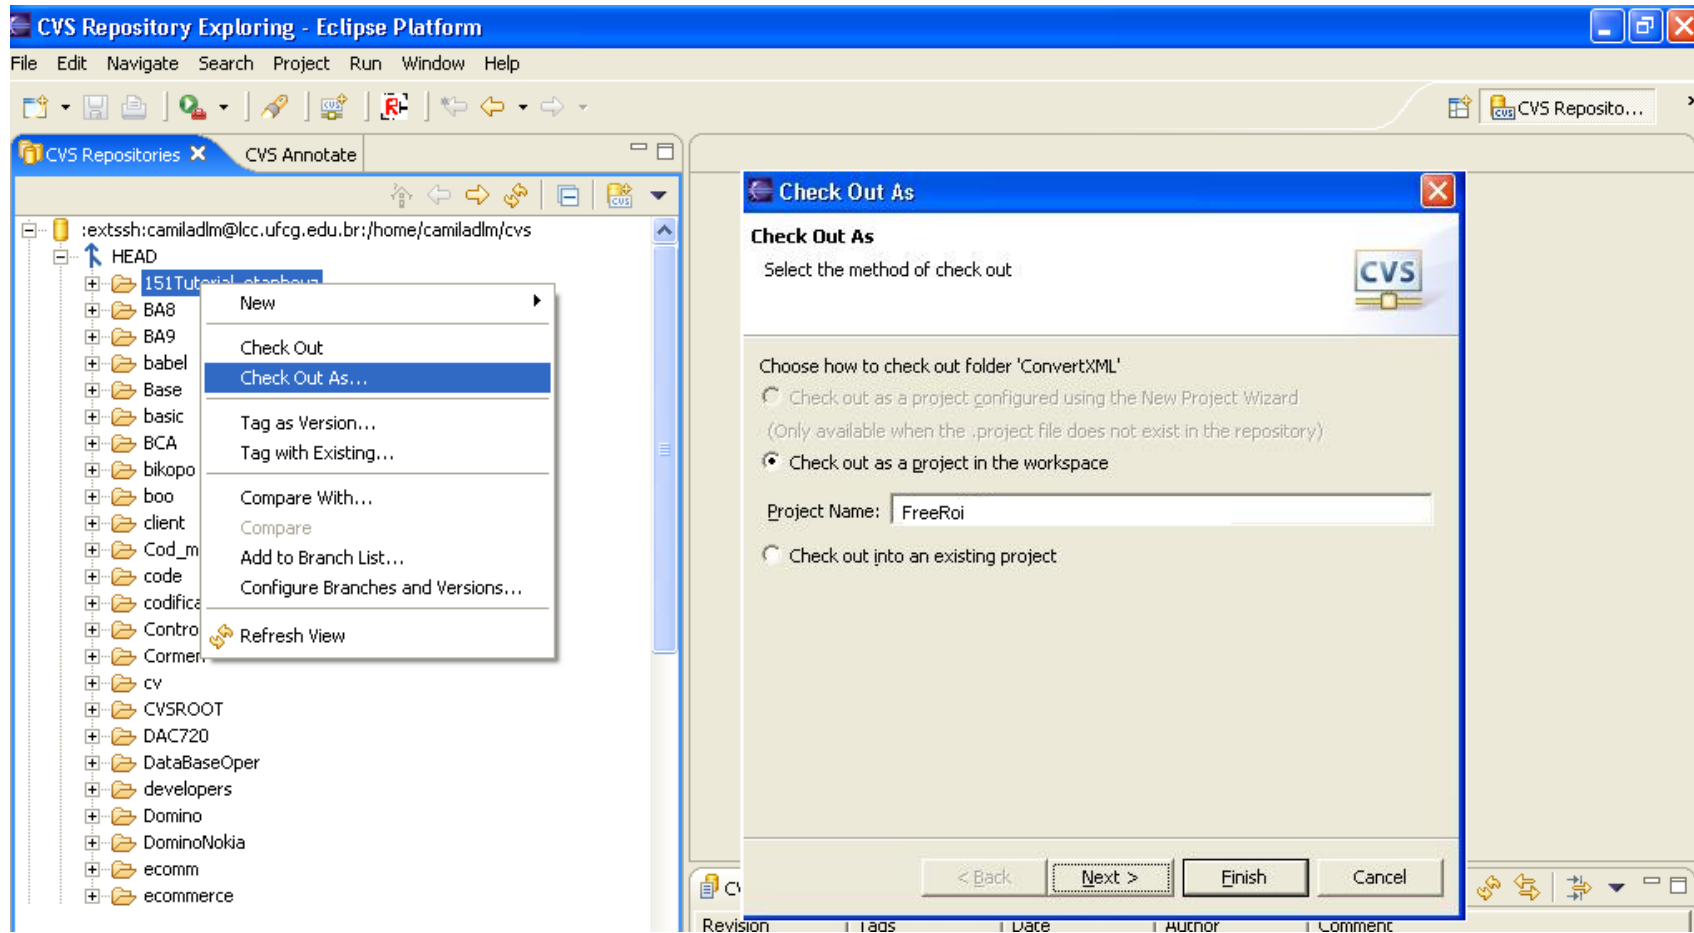 CVS Repository Exploring - Eclipse Platform
File Edit Navigate Search Project Run Window Help
CVS Reposito...
CVS Repositories
CVS Annotate
:extssh:camiladlm@lcc.ufcg.edu.br:/home/camiladlm/cvs
HEAD
BA8
BA9
babel
Base
basic
BCA
bikopo
boo
client
Cod_m
code
codifica
Contro
Cormen
cv
CVSROOT
DAC720
DataBaseOper
developers
Domino
DominoNokia
ecomm
ecommerce
New
Check Out
Check Out As...
Tag as Version...
Tag with Existing...
Compare With...
Compare
Add to Branch List...
Configure Branches and Versions...
Refresh View
Check Out As
Check Out As
Select the method of check out
CVS
Choose how to check out folder 'ConvertXML'
Check out as a project configured using the New Project Wizard
(Only available when the .project file does not exist in the repository)
Check out as a project in the workspace
Project Name: FreeRoi
Check out into an existing project
< Back Next > Finish Cancel
Revision Tags Date Author Comment